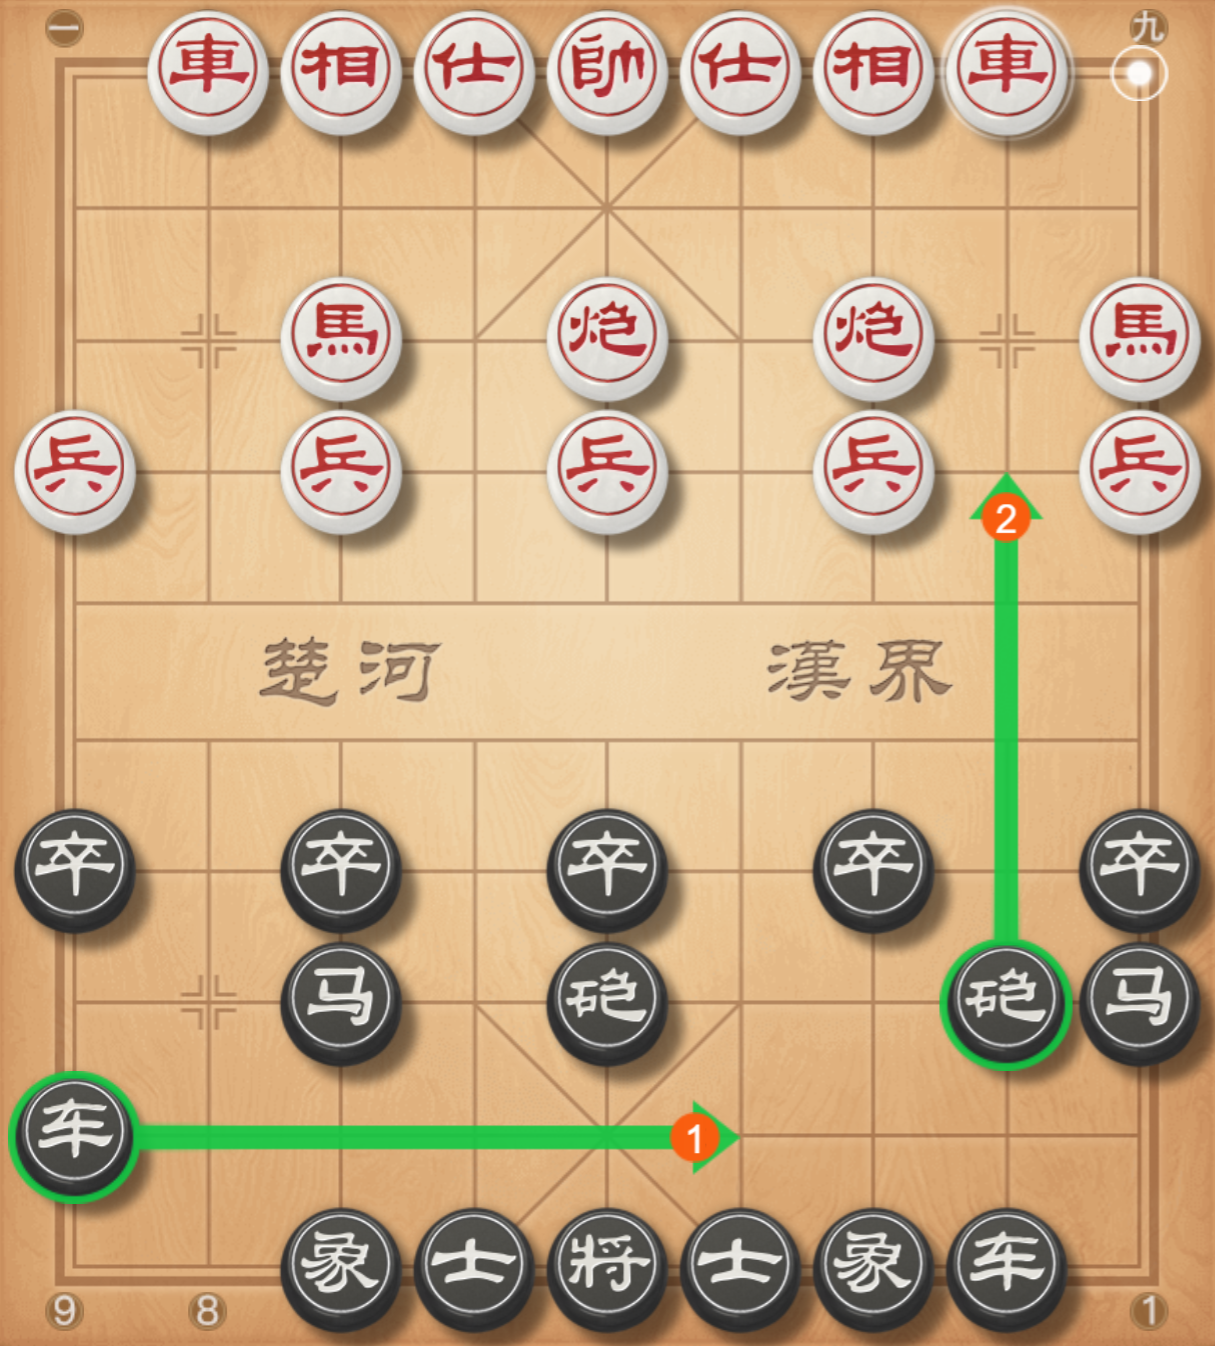 一 九
車 相 仕 帥 仕 相 車
馬 炮 炮 馬
兵 兵 兵 兵 兵
2
楚河 漢界
卒 卒 卒 卒 卒
马 砲 砲 马
车 1
象 士 将 士 象 车
9 8 1